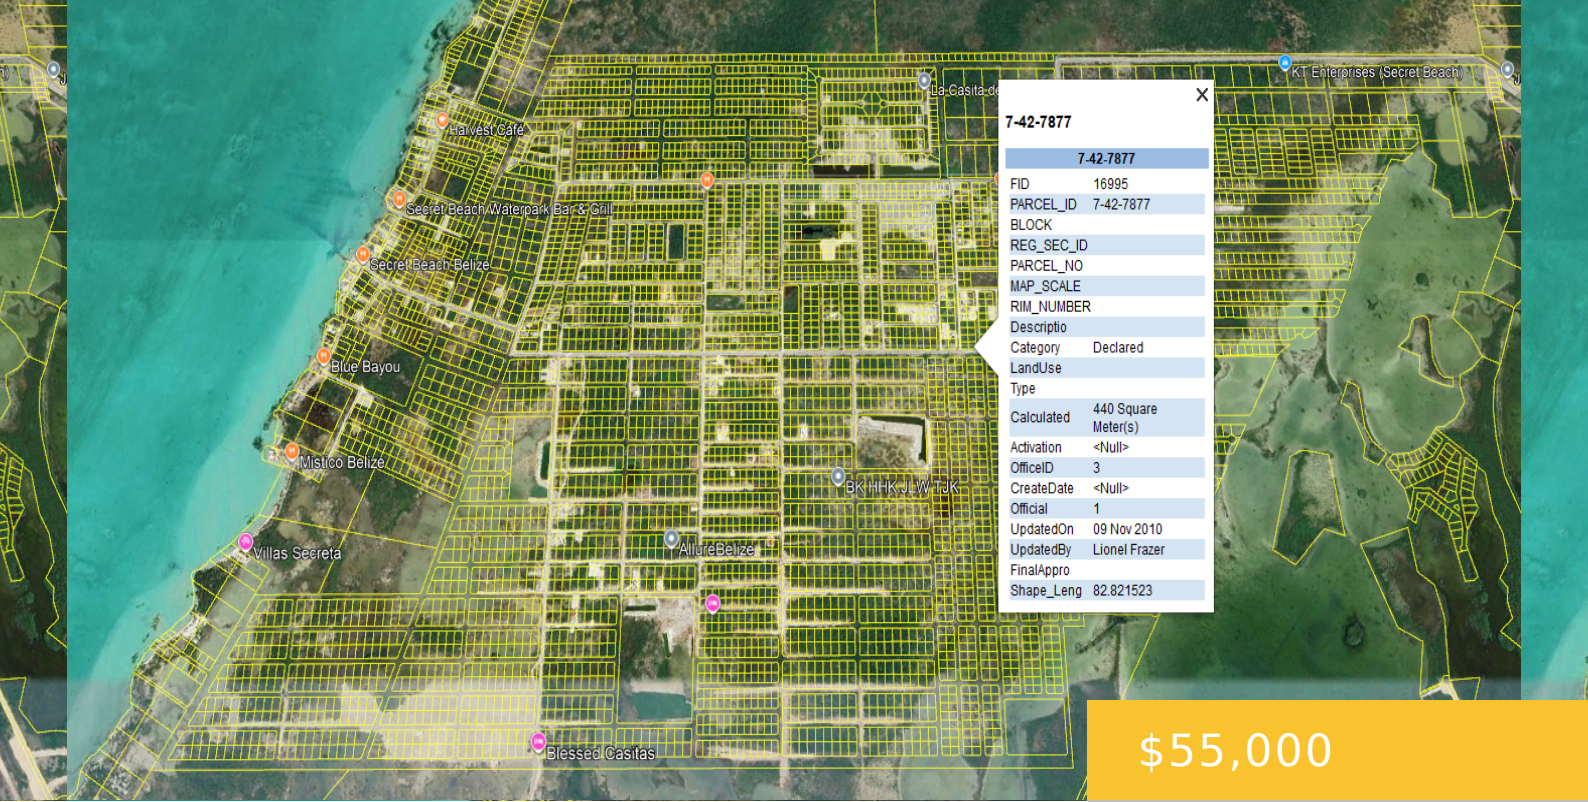 n)
J
KT Enterprises (Secret Beach)
J
La Casita de
Harvest Café
Secret Beach Waterpark Bar & Grill
Secret Beach Belize
Blue Bayou
Mistico Belize
Villas Secreta
BK HHK JLW TJK
AllureBelize
Blessed Casitas
7-42-7877
7-42-7877
FID 16995
PARCEL_ID 7-42-7877
BLOCK
REG_SEC_ID
PARCEL_NO
MAP_SCALE
RIM_NUMBER
Descriptio
Category Declared
LandUse
Type
Calculated 440 Square
Meter(s)
Activation <Null>
OfficeID 3
CreateDate <Null>
Official 1
UpdatedOn 09 Nov 2010
UpdatedBy Lionel Frazer
FinalAppro
Shape_Leng 82.821523
$55,000